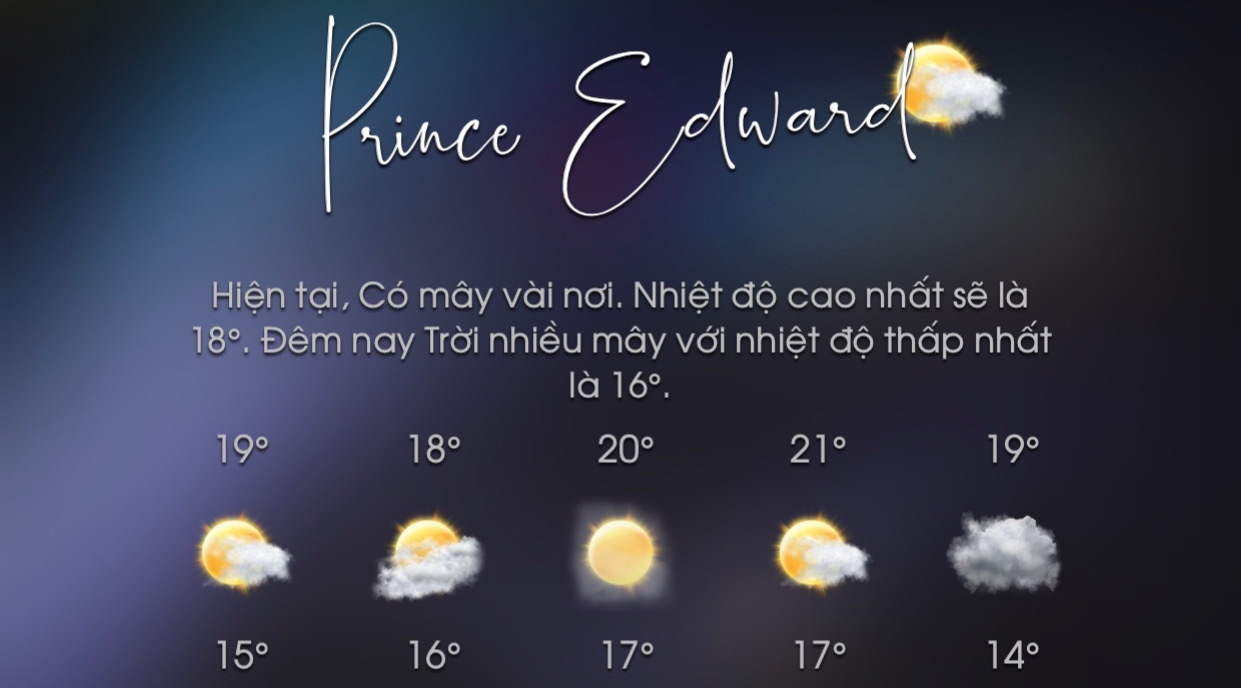 Prince Edward
Hiện tại, Có mây vài nơi. Nhiệt độ cao nhất sẽ là
18°. Đêm nay Trời nhiều mây với nhiệt độ thấp nhất
là 16°.
19° 18° 20° 21° 19°
15° 16° 17° 17° 14°